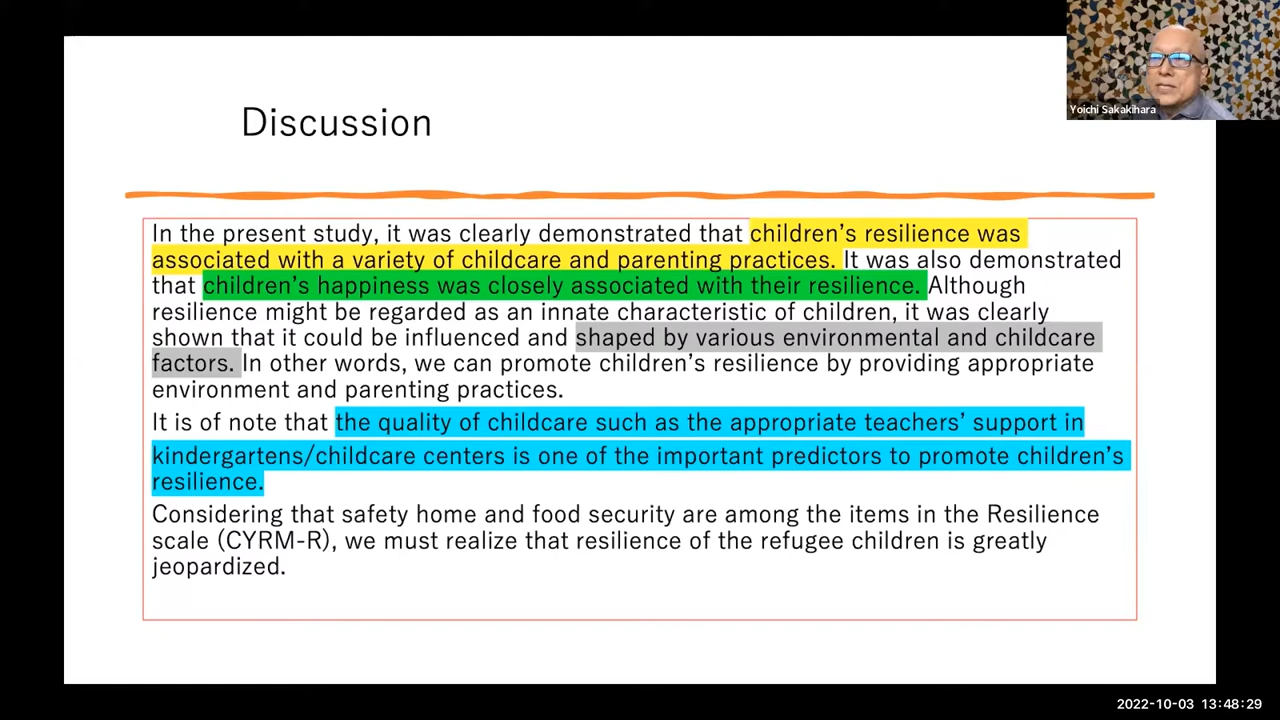 Yoichi Sakakihara
Discussion
In the present study, it was clearly demonstrated that children's resilience was
associated with a variety of childcare and parenting practices. It was also demonstrated
that children's happiness was closely associated with their resilience. Although
resilience might be regarded as an innate characteristic of children, it was clearly
shown that it could be influenced and shaped by various environmental and childcare
factors. In other words, we can promote children's resilience by providing appropriate
environment and parenting practices.
It is of note that the quality of childcare such as the appropriate teachers' support in
kindergartens/childcare centers is one of the important predictors to promote children's
resilience.
Considering that safety home and food security are among the items in the Resilience
scale (CYRM-R), we must realize that resilience of the refugee children is greatly
jeopardized.
2022-10-03 13:48:29